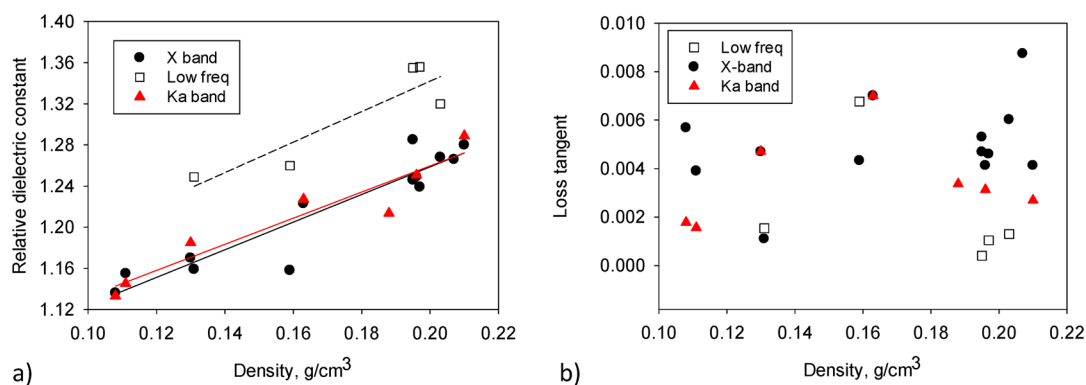 1.40
1.36
1.32
1.28
1.24
1.20
1.16
1.12
Relative dielectric constant
X band
Low freq
Ka band
0.10 0.12 0.14 0.16 0.18 0.20 0.22
Density, g/cm³
a)
0.010
0.008
0.006
0.004
0.002
0.000
Loss tangent
Low freq
X-band
Ka band
0.10 0.12 0.14 0.16 0.18 0.20 0.22
Density, g/cm³
b)